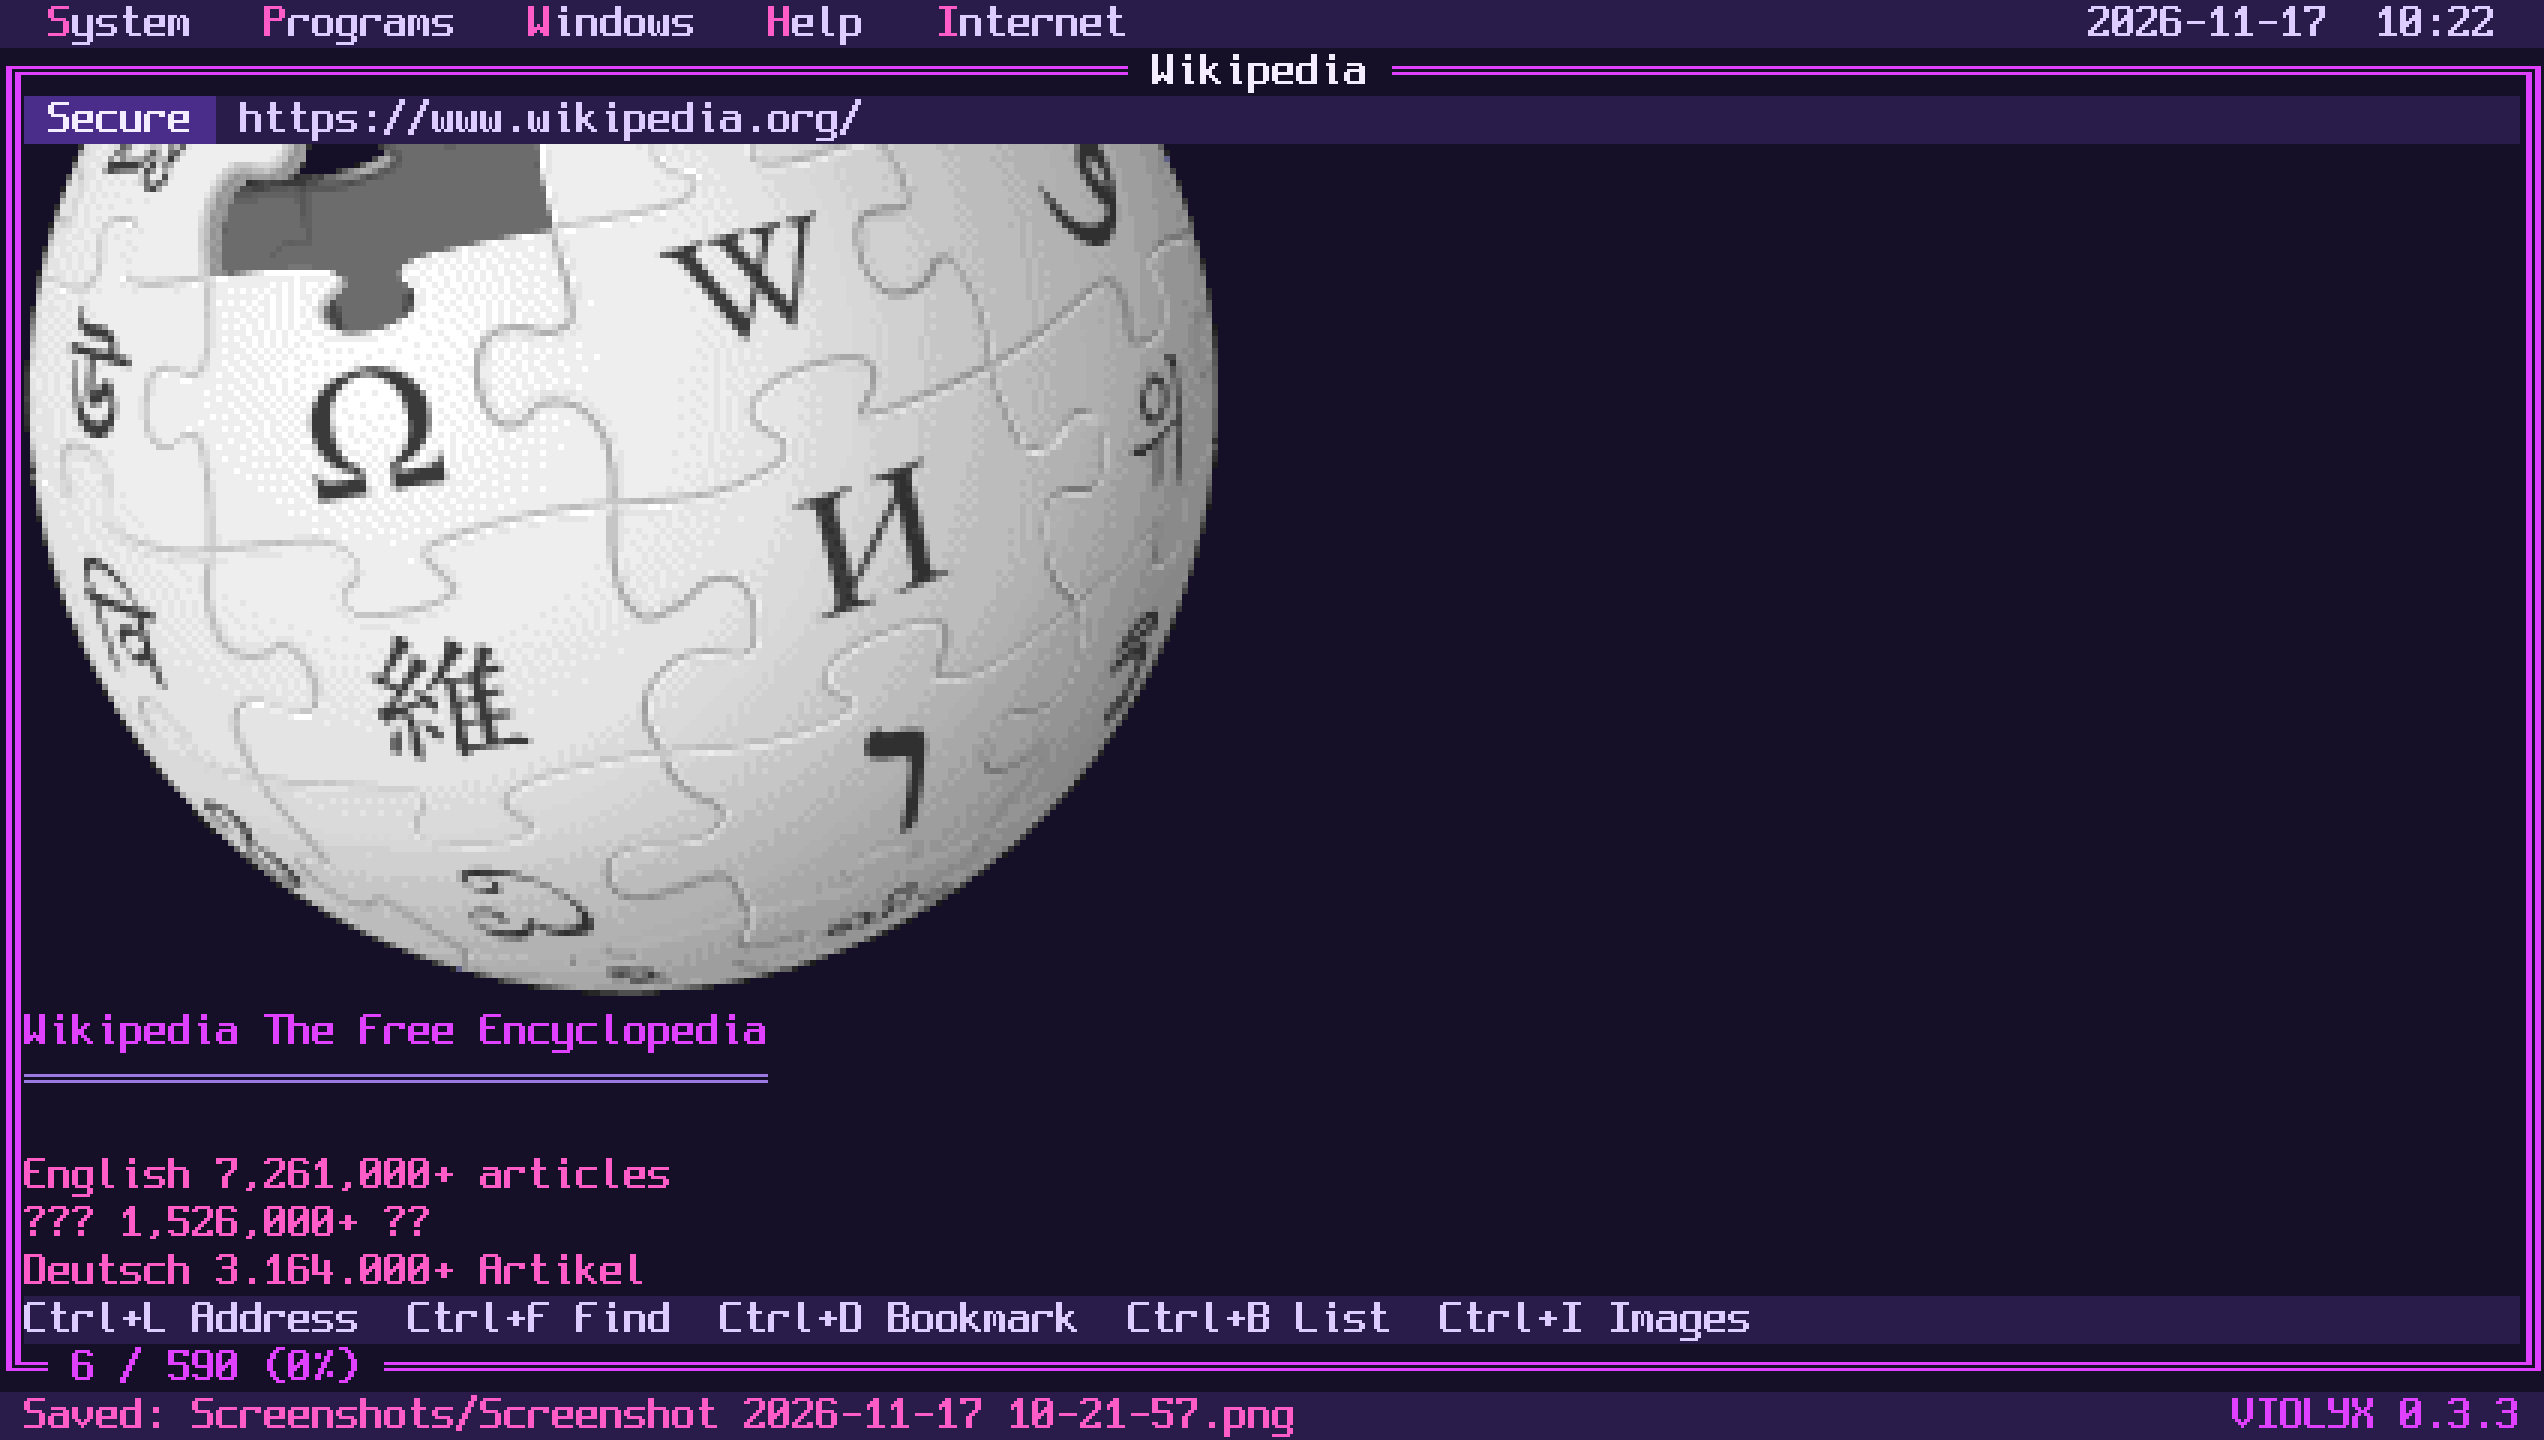 System Programs Windows Help Internet 2026-11-17 10:22
Wikipedia
Secure https://www.wikipedia.org/
W
Ω
И
維
ר
Wikipedia The Free Encyclopedia
English 7,261,000+ articles
??? 1,526,000+ ??
Deutsch 3.164.000+ Artikel
Ctrl+L Address Ctrl+F Find Ctrl+D Bookmark Ctrl+B List Ctrl+I Images
6 / 590 (0%)
Saved: Screenshots/Screenshot 2026-11-17 10-21-57.png VIOLYX 0.3.3